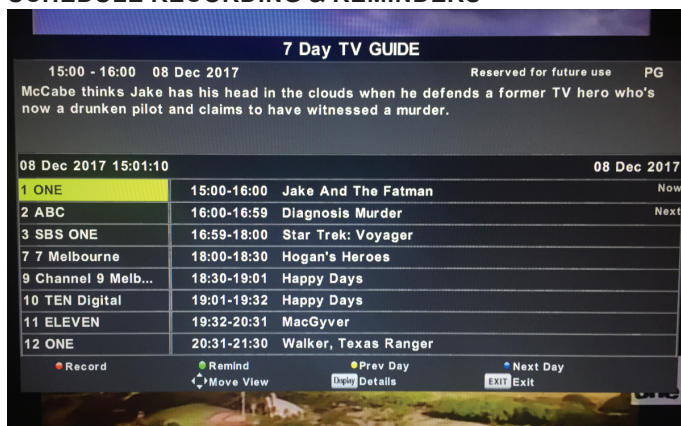 SCHEDULE RECORDING & REMINDERS
7 Day TV GUIDE
15:00 - 16:00 08 Dec 2017 Reserved for future use PG
McCabe thinks Jake has his head in the clouds when he defends a former TV hero who's
now a drunken pilot and claims to have witnessed a murder.
08 Dec 2017 15:01:10 08 Dec 2017
1 ONE 15:00-16:00 Jake And The Fatman Now
2 ABC 16:00-16:59 Diagnosis Murder Next
3 SBS ONE 16:59-18:00 Star Trek: Voyager
7 7 Melbourne 18:00-18:30 Hogan's Heroes
9 Channel 9 Melb... 18:30-19:01 Happy Days
10 TEN Digital 19:01-19:32 Happy Days
11 ELEVEN 19:32-20:31 MacGyver
12 ONE 20:31-21:30 Walker, Texas Ranger
Record Remind Prev Day Next Day
Move View Display Details EXIT Exit
one